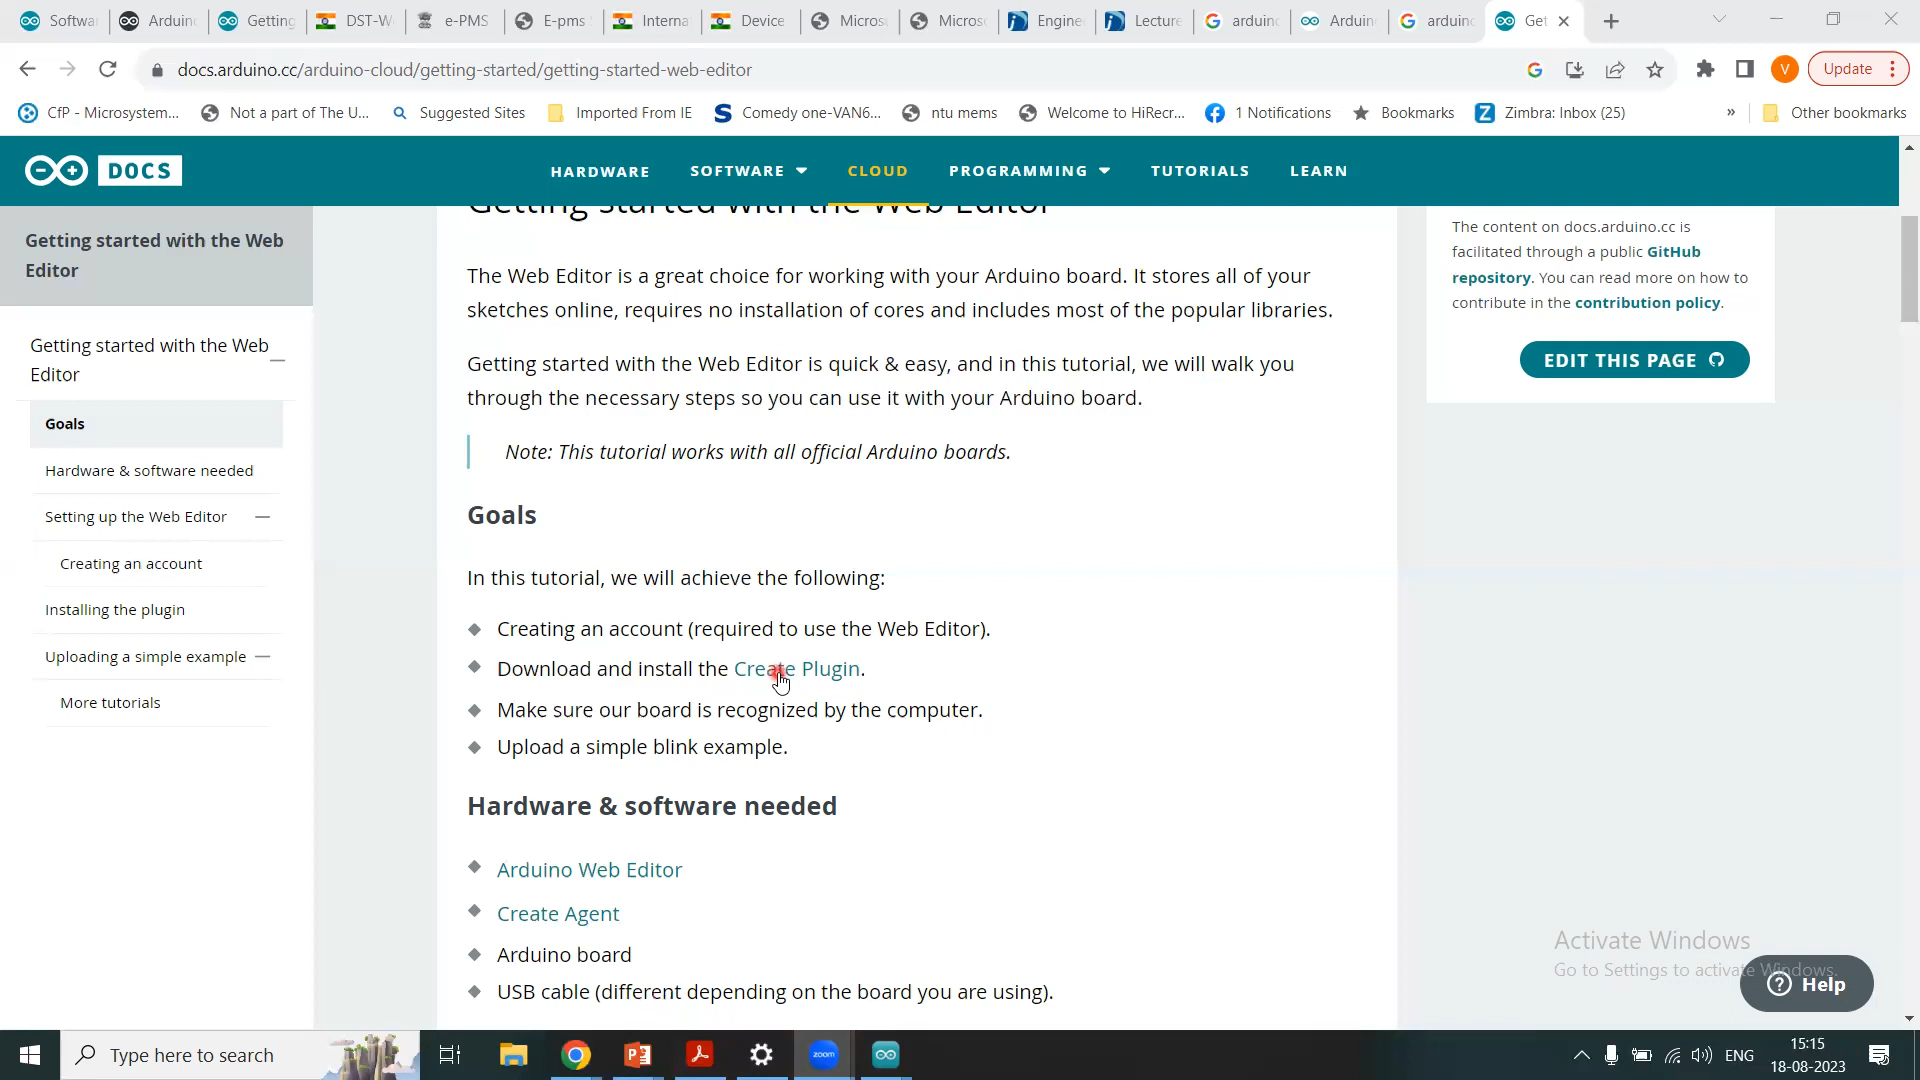 Softwa
Arduin
Getting
DST-W
e-PMS
E-pms
Interna
Device
Micros
Micros
Engine
Lecture
arduin
Arduin
arduin
Get
docs.arduino.cc/arduino-cloud/getting-started/getting-started-web-editor
V
Update
CfP - Microsystem...
Not a part of The U...
Suggested Sites
Imported From IE
Comedy one-VAN6...
ntu mems
Welcome to HiRecr...
1 Notifications
Bookmarks
Zimbra: Inbox (25)
»
Other bookmarks
DOCS
HARDWARE
SOFTWARE
CLOUD
PROGRAMMING
TUTORIALS
LEARN
Getting started with the Web
Editor
Getting started with the Web
Editor
Goals
Hardware & software needed
Setting up the Web Editor
Creating an account
Installing the plugin
Uploading a simple example
More tutorials
Getting started with the Web Editor
The Web Editor is a great choice for working with your Arduino board. It stores all of your
sketches online, requires no installation of cores and includes most of the popular libraries.
Getting started with the Web Editor is quick & easy, and in this tutorial, we will walk you
through the necessary steps so you can use it with your Arduino board.
Note: This tutorial works with all official Arduino boards.
Goals
In this tutorial, we will achieve the following:
Creating an account (required to use the Web Editor).
Download and install the Create Plugin.
Make sure our board is recognized by the computer.
Upload a simple blink example.
Hardware & software needed
Arduino Web Editor
Create Agent
Arduino board
USB cable (different depending on the board you are using).
The content on docs.arduino.cc is
facilitated through a public GitHub
repository. You can read more on how to
contribute in the contribution policy.
EDIT THIS PAGE
Activate Windows
Go to Settings to activate Windows.
Help
Type here to search
zoom
ENG
15:15
18-08-2023